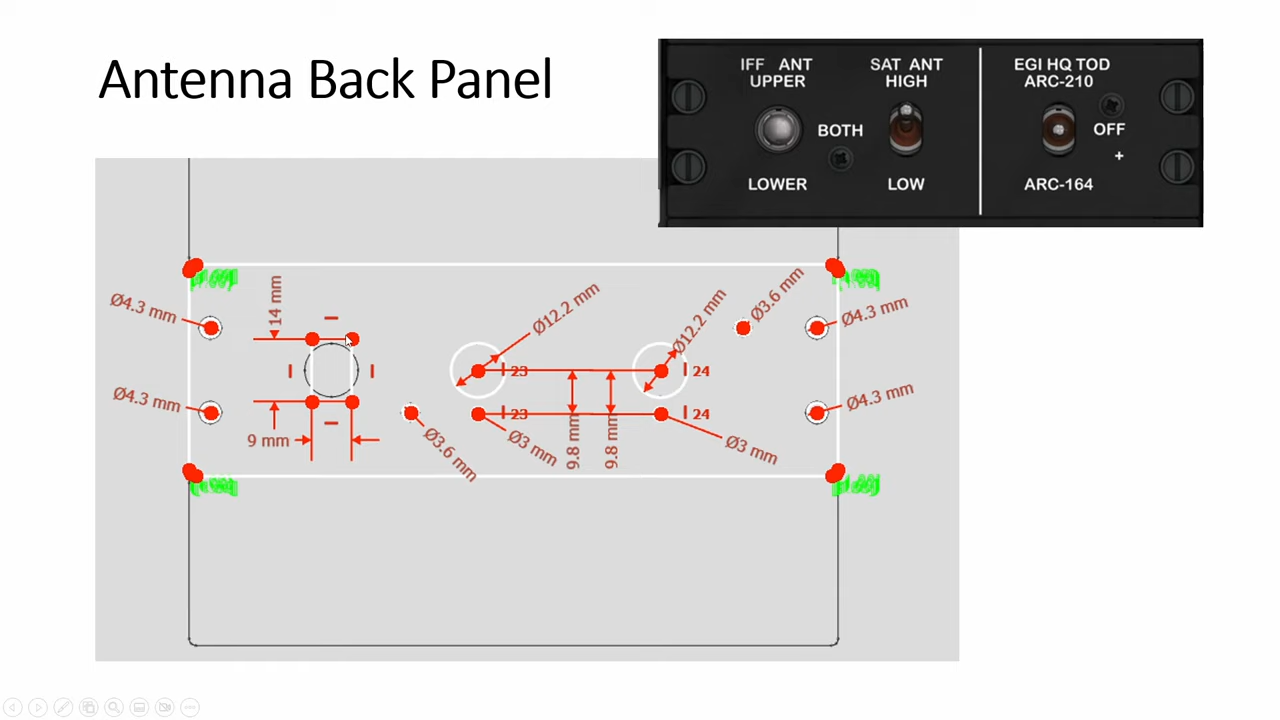 Antenna Back Panel
IFF ANT
UPPER
SAT ANT
HIGH
EGI HQ TOD
ARC-210
BOTH
OFF
+
LOWER
LOW
ARC-164
Ø4.3 mm
14 mm
Ø12.2 mm
Ø12.2 mm
Ø3.6 mm
Ø4.3 mm
23
24
Ø4.3 mm
9 mm
Ø3.6 mm
23
Ø3 mm
9.8 mm
9.8 mm
24
Ø3 mm
Ø4.3 mm